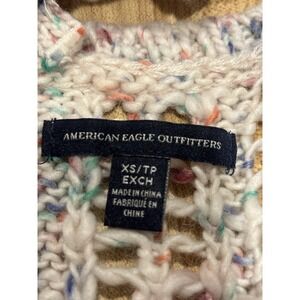 AMERICAN EAGLE OUTFITTERS
XS/TP
EXCH
MADE IN CHINA
FABRIQUÉ EN
CHINE